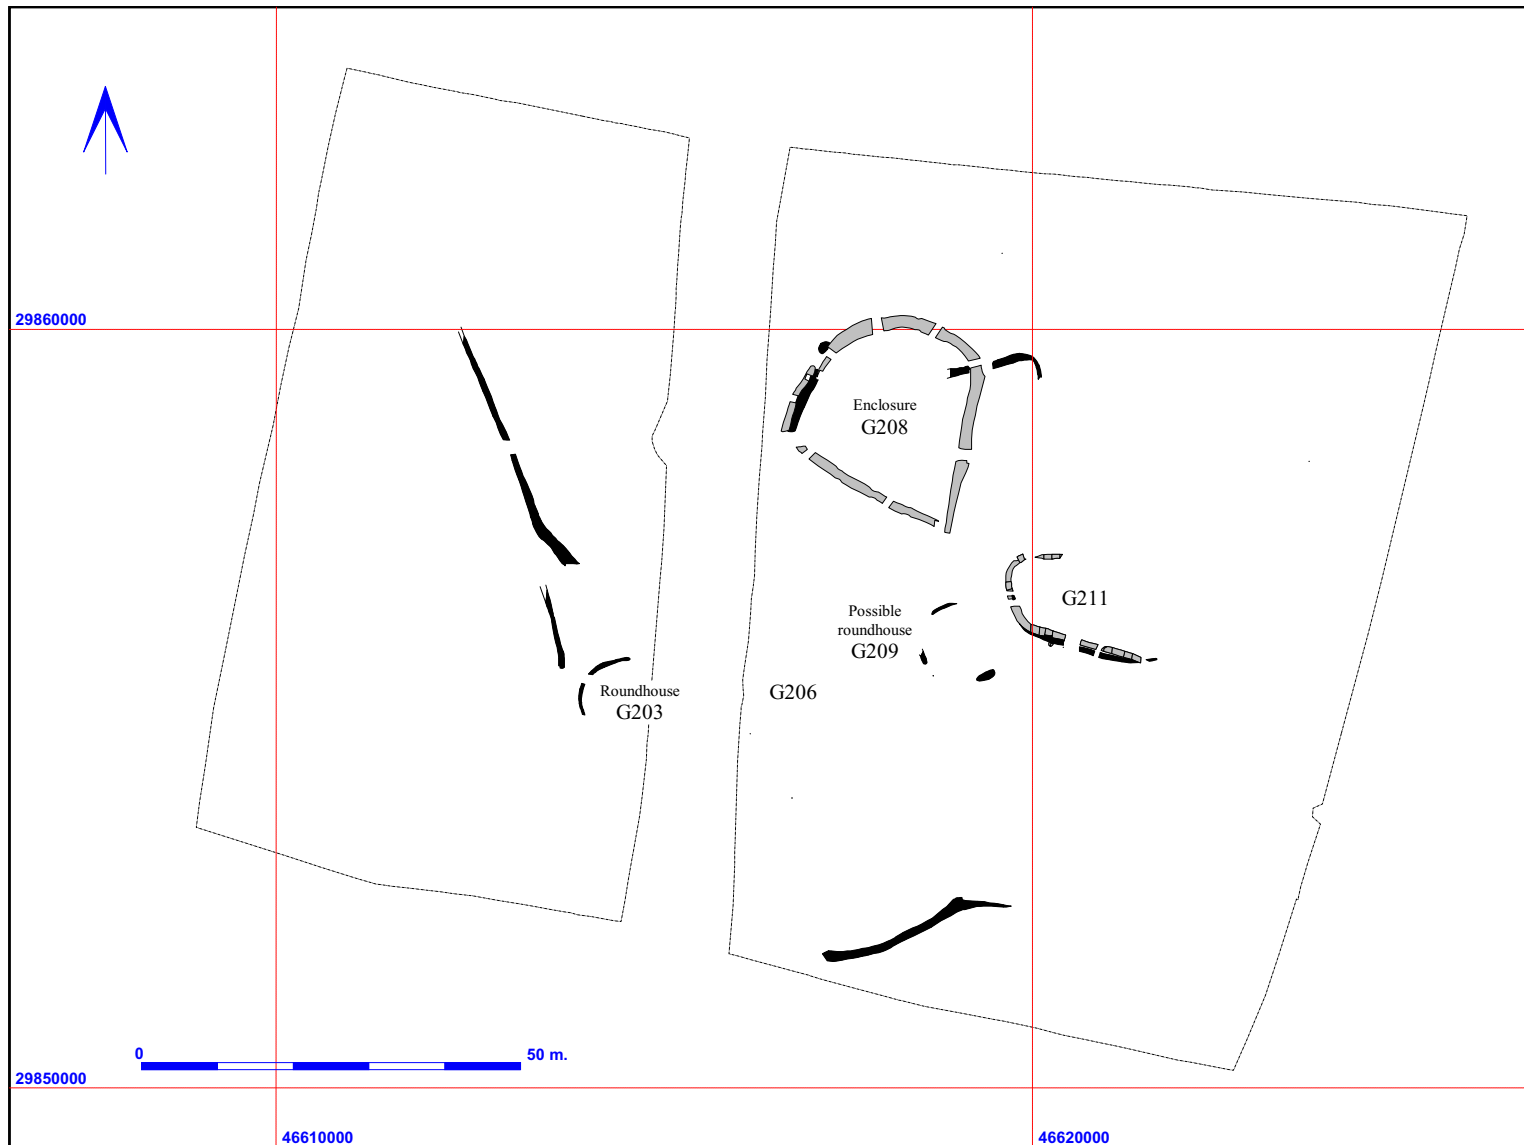 29860000
Enclosure
G208
Possible
roundhouse
G209
G211
Roundhouse
G203
G206
0
50 m.
29850000
46610000
46620000